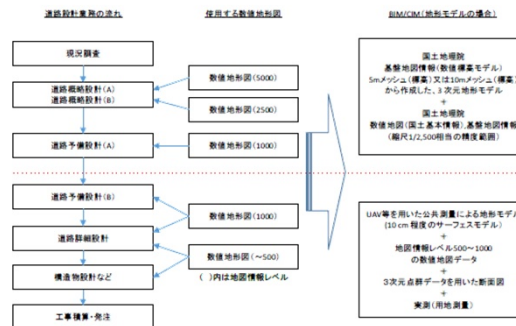 道路設計業務の流れ
使用する数値地形図
BIM/CIM(地形モデルの場合)
現況調査
道路概略設計(A)
道路概略設計(B)
道路予備設計(A)
道路予備設計(B)
道路詳細設計
構造物設計など
工事積算・発注
数値地形図(5000)
数値地形図(2500)
数値地形図(1000)
数値地形図(1000)
数値地形図(~500)
( )内は地図情報レベル
国土地理院
基盤地図情報(数値標高モデル)
5mメッシュ(標高)又は10mメッシュ(標高)
から作成した、3次元地形モデル
+
国土地理院
数値地図(国土基本情報)、基盤地図情報
(縮尺1/2,500相当の精度範囲)
UAV等を用いた公共測量による地形モデル
(10cm程度のサーフェスモデル)
+
地図情報レベル500~1000
の数値地図データ
+
3次元点群データを用いた断面図
+
実測(用地測量)